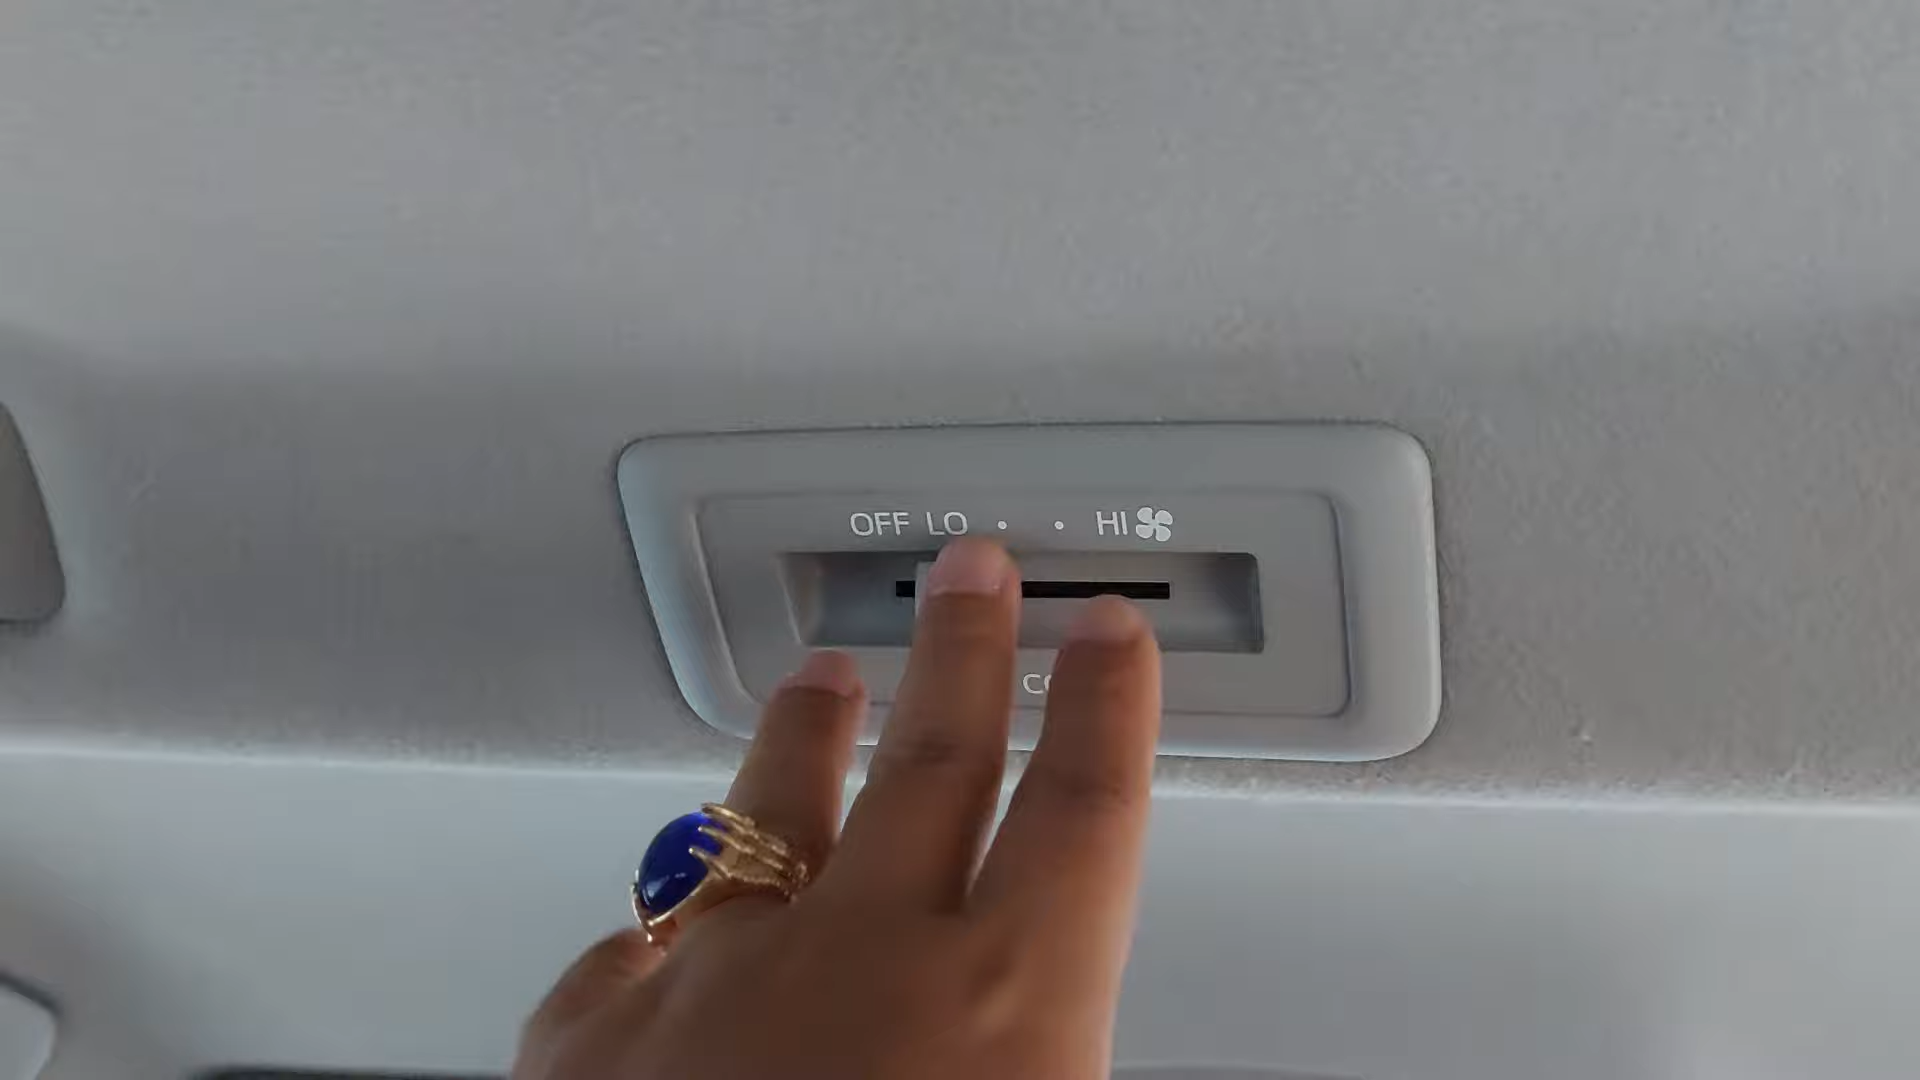 OFF LO • • HI